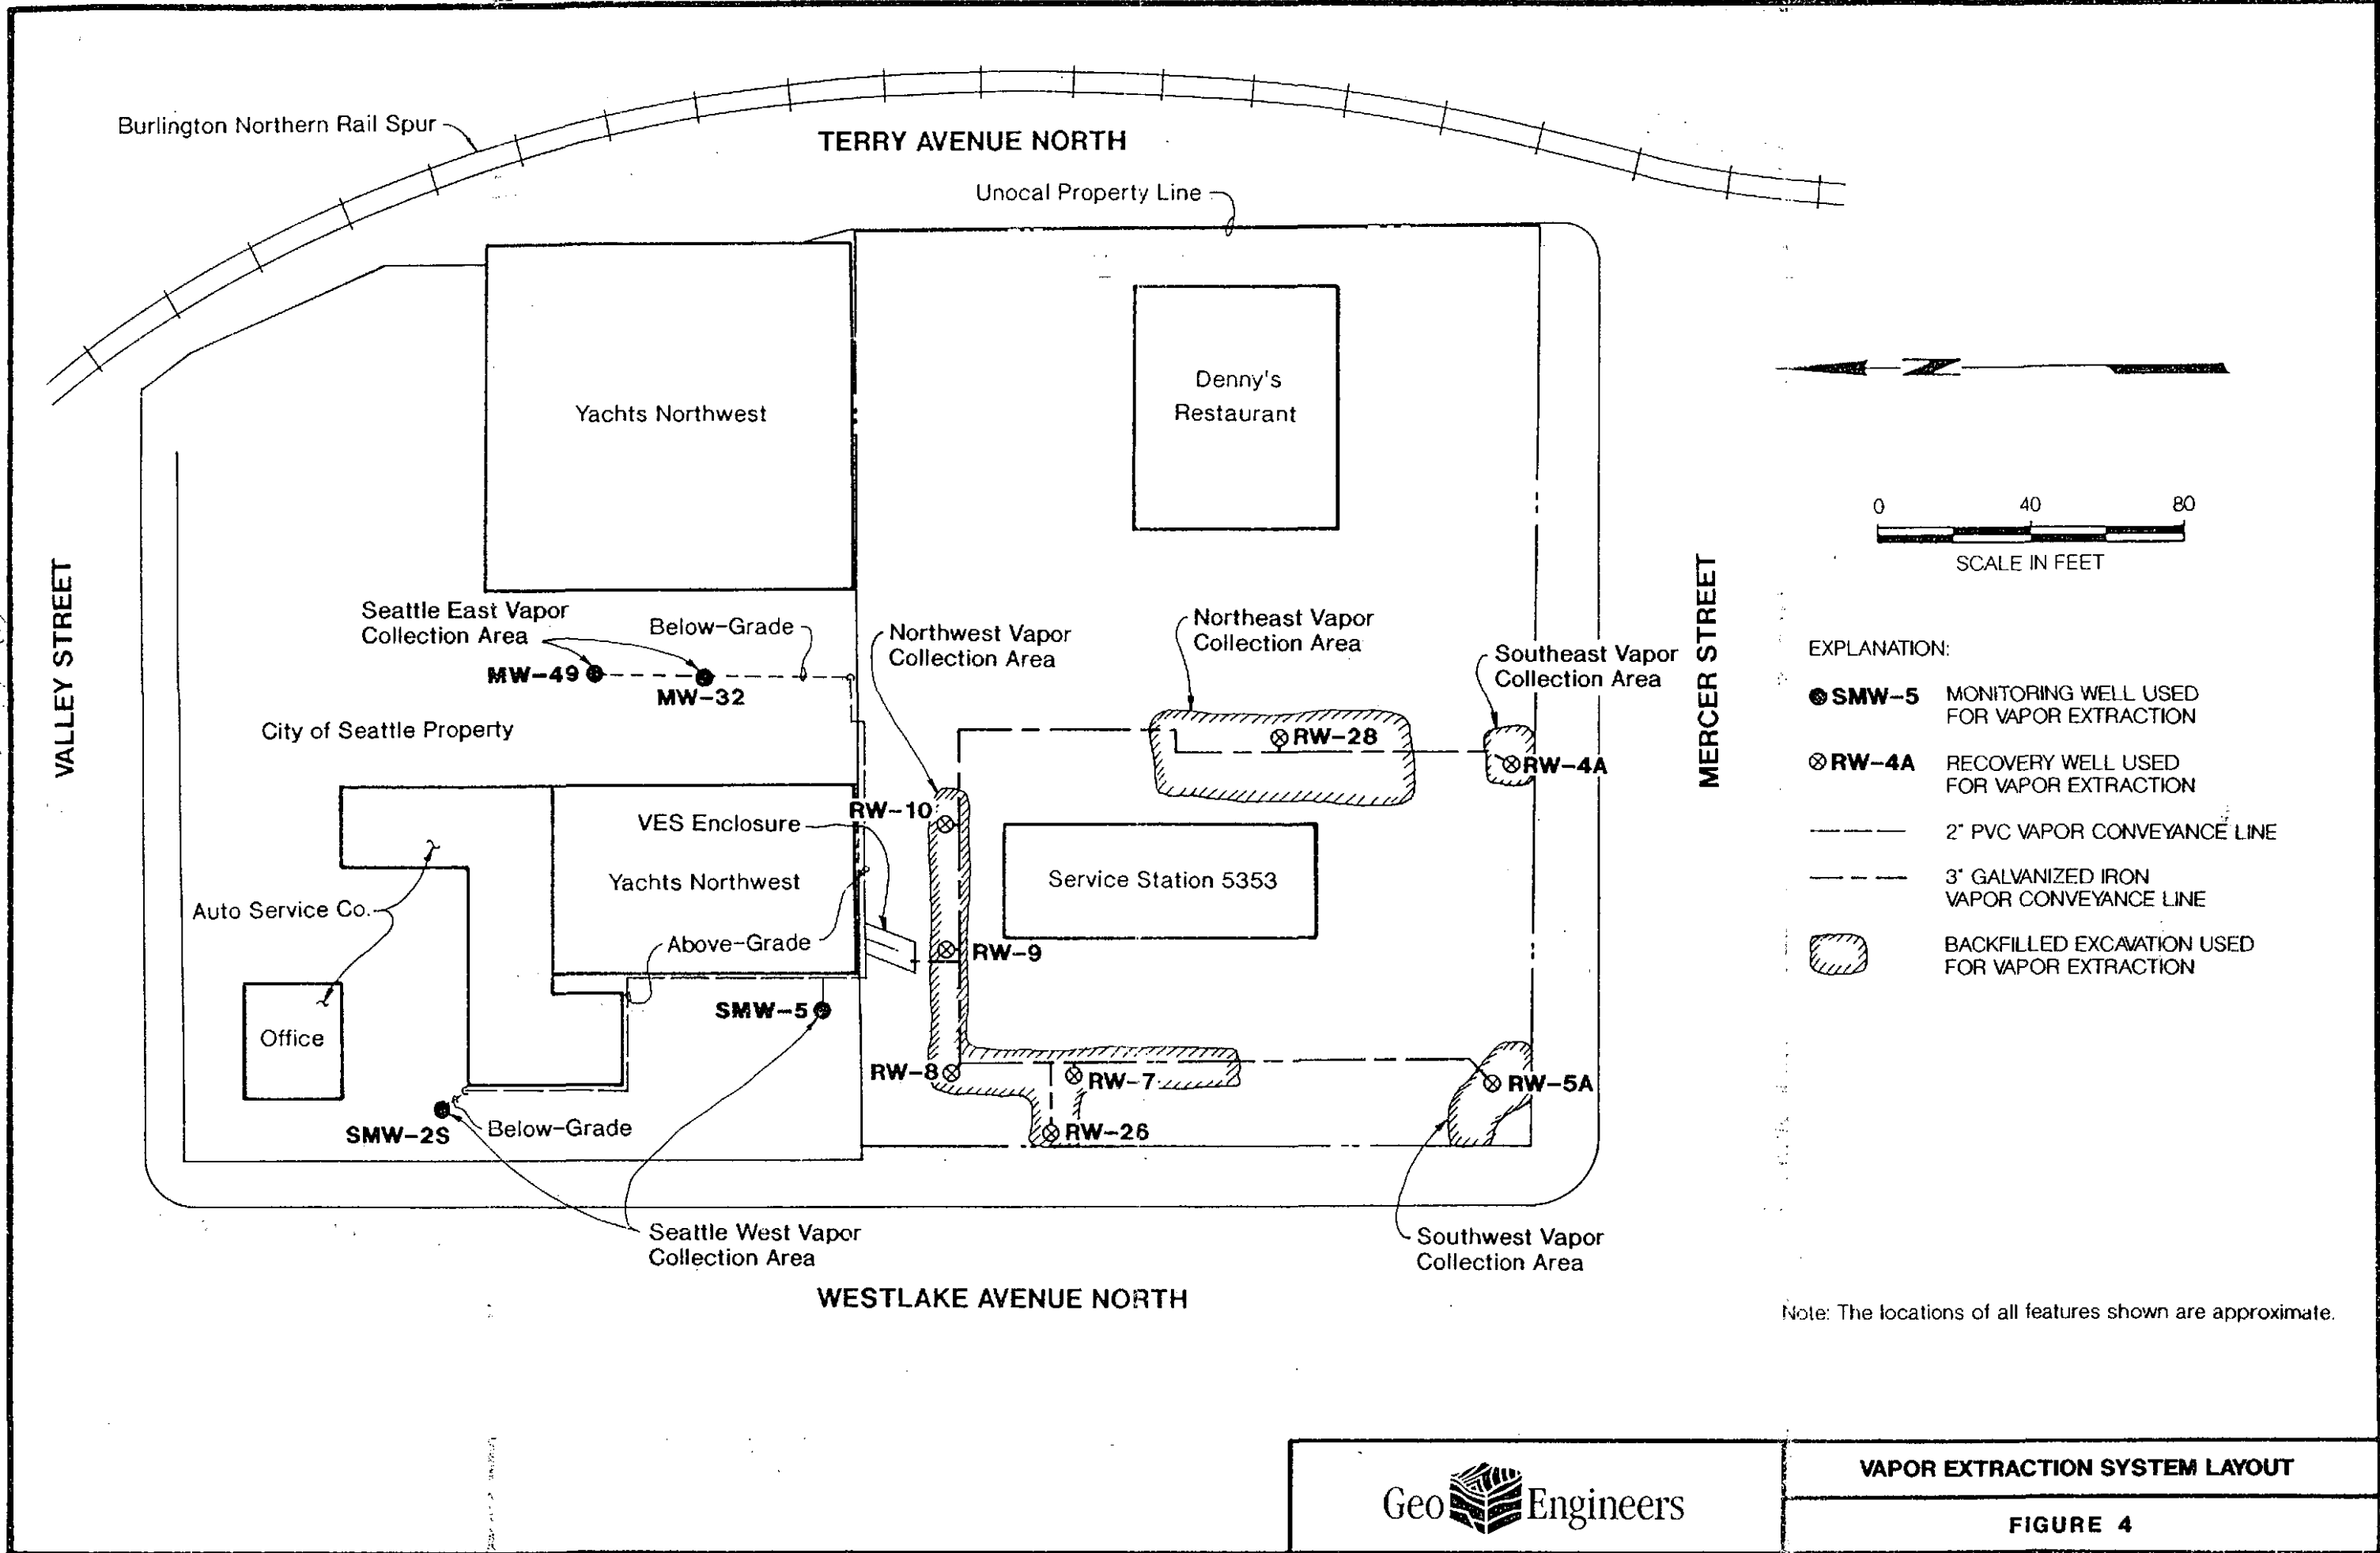 Burlington Northern Rail Spur
TERRY AVENUE NORTH
Unocal Property Line
Yachts Northwest
Denny's
Restaurant
N
0 40 80
SCALE IN FEET
VALLEY STREET
MERCER STREET
Seattle East Vapor
Collection Area
Below-Grade
MW-49
MW-32
City of Seattle Property
Northwest Vapor
Collection Area
Northeast Vapor
Collection Area
Southeast Vapor
Collection Area
RW-28
RW-4A
RW-10
VES Enclosure
Yachts Northwest
Service Station 5353
Auto Service Co.
Above-Grade
RW-9
SMW-5
Office
RW-8
RW-7
RW-5A
RW-26
SMW-2S
Below-Grade
Seattle West Vapor
Collection Area
Southwest Vapor
Collection Area
WESTLAKE AVENUE NORTH
EXPLANATION:
SMW-5 MONITORING WELL USED
FOR VAPOR EXTRACTION
RW-4A RECOVERY WELL USED
FOR VAPOR EXTRACTION
2" PVC VAPOR CONVEYANCE LINE
3" GALVANIZED IRON
VAPOR CONVEYANCE LINE
BACKFILLED EXCAVATION USED
FOR VAPOR EXTRACTION
Note: The locations of all features shown are approximate.
Geo Engineers
VAPOR EXTRACTION SYSTEM LAYOUT
FIGURE 4